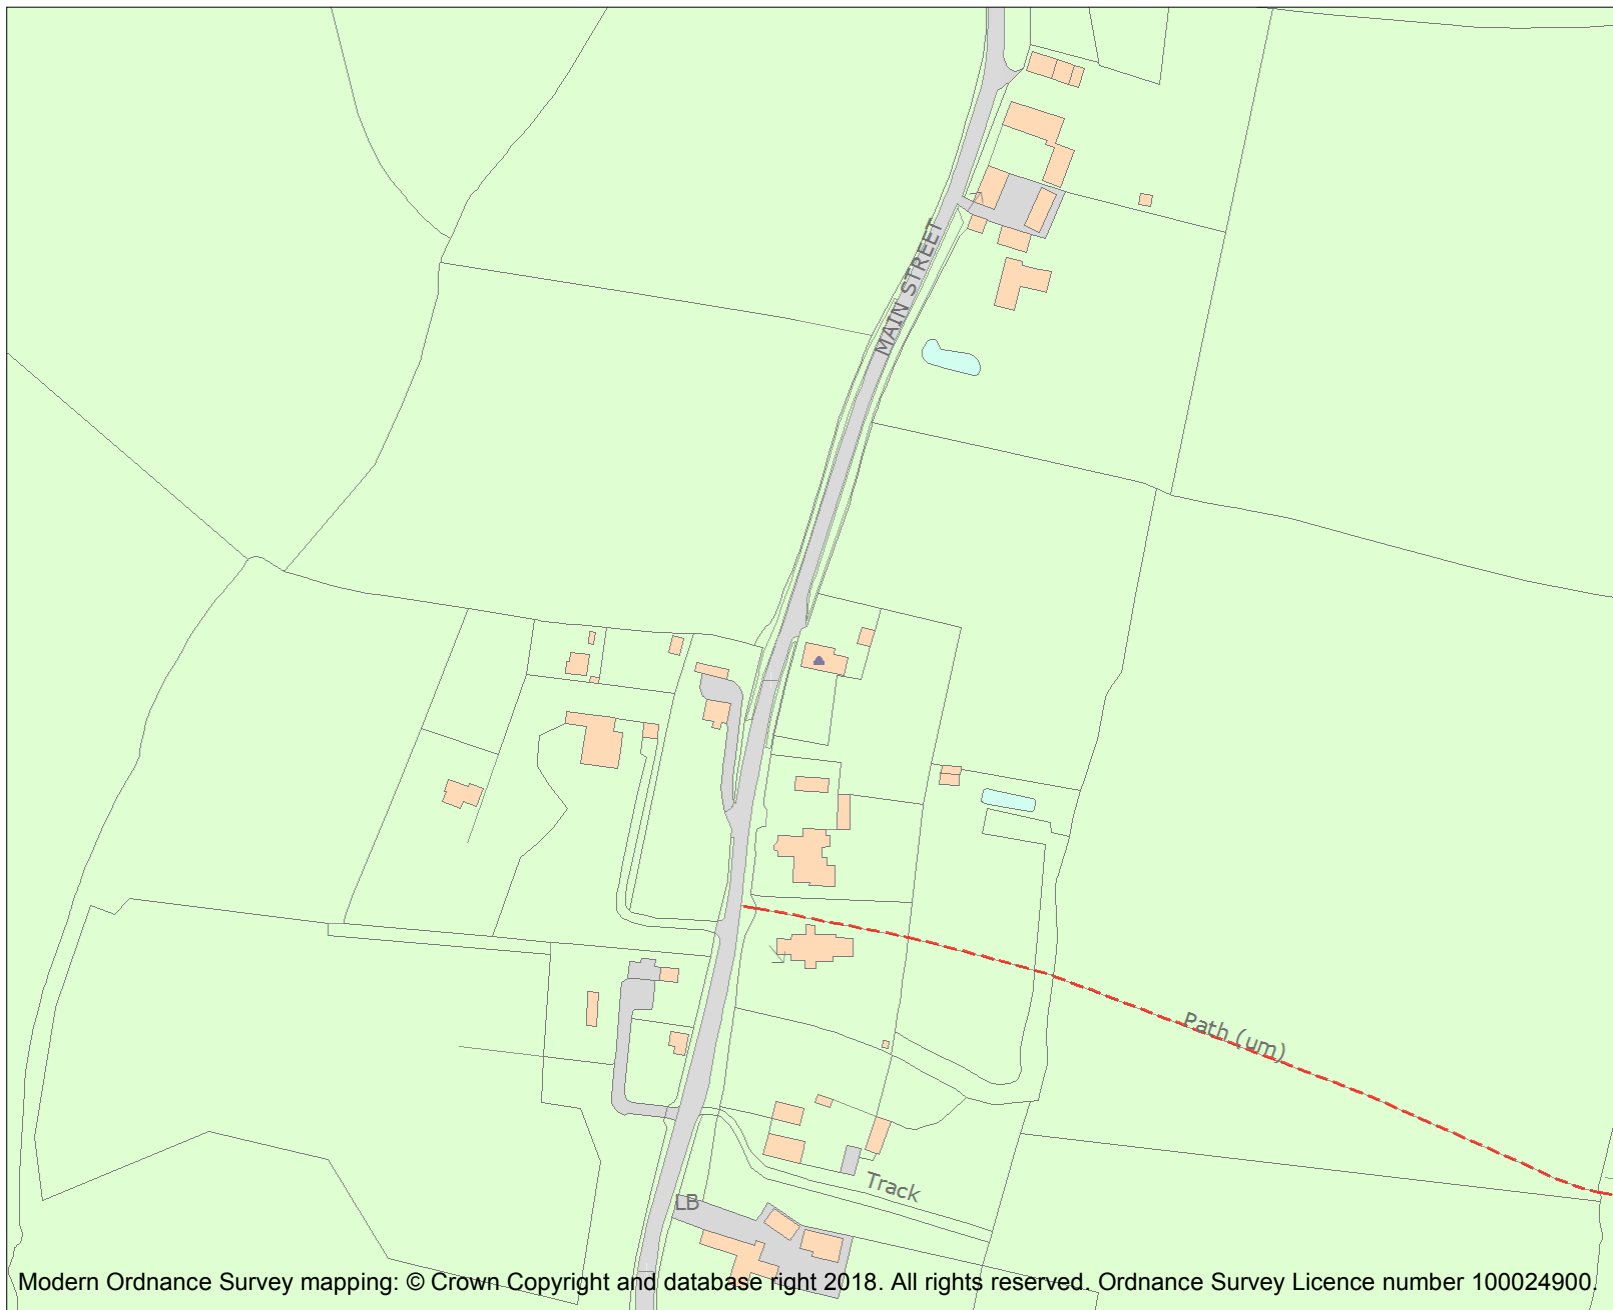 MAIN STREET
Path (um)
Track
LB
Modern Ordnance Survey mapping: © Crown Copyright and database right 2018. All rights reserved. Ordnance Survey Licence number 100024900.